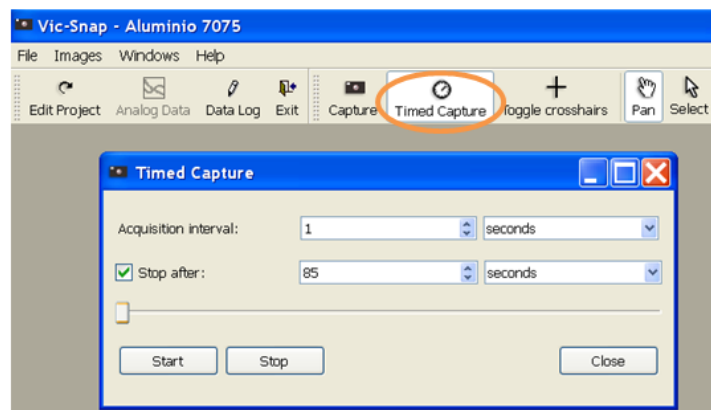 Vic-Snap - Aluminio 7075
File Images Windows Help
Edit Project Analog Data Data Log Exit Capture Timed Capture Toggle crosshairs Pan Select
Timed Capture
Acquisition interval: 1 seconds
Stop after: 85 seconds
Start Stop Close